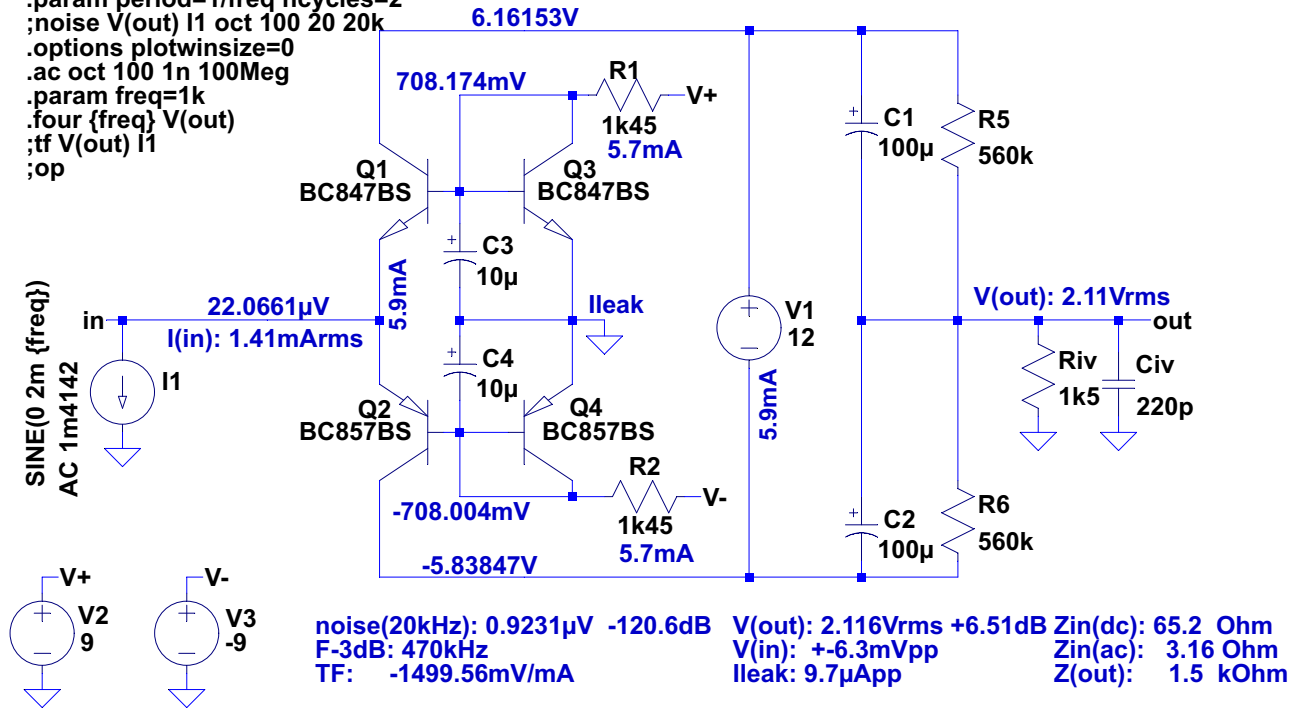 .param period=1/freq ncycles=2
;noise V(out) I1 oct 100 20 20k
.options plotwinsize=0
.ac oct 100 1n 100Meg
.param freq=1k
.four {freq} V(out)
;tf V(out) I1
;op
6.16153V
708.174mV
R1
V+
1k45
5.7mA
Q1
BC847BS
Q3
BC847BS
C1
100µ
R5
560k
+
C3
10µ
+
5.9mA
22.0661µV
in
I(in): 1.41mArms
Ileak
V1
12
V(out): 2.11Vrms
out
SINE(0 2m {freq})
AC 1m4142
I1
C4
10µ
+
5.9mA
Riv
1k5
Civ
220p
Q2
BC857BS
Q4
BC857BS
R2
V-
-708.004mV
1k45
5.7mA
C2
100µ
+
R6
560k
-5.83847V
V+
V2
9
V-
V3
-9
noise(20kHz): 0.9231µV -120.6dB V(out): 2.116Vrms +6.51dB Zin(dc): 65.2 Ohm
F-3dB: 470kHz V(in): +-6.3mVpp Zin(ac): 3.16 Ohm
TF: -1499.56mV/mA Ileak: 9.7µApp Z(out): 1.5 kOhm